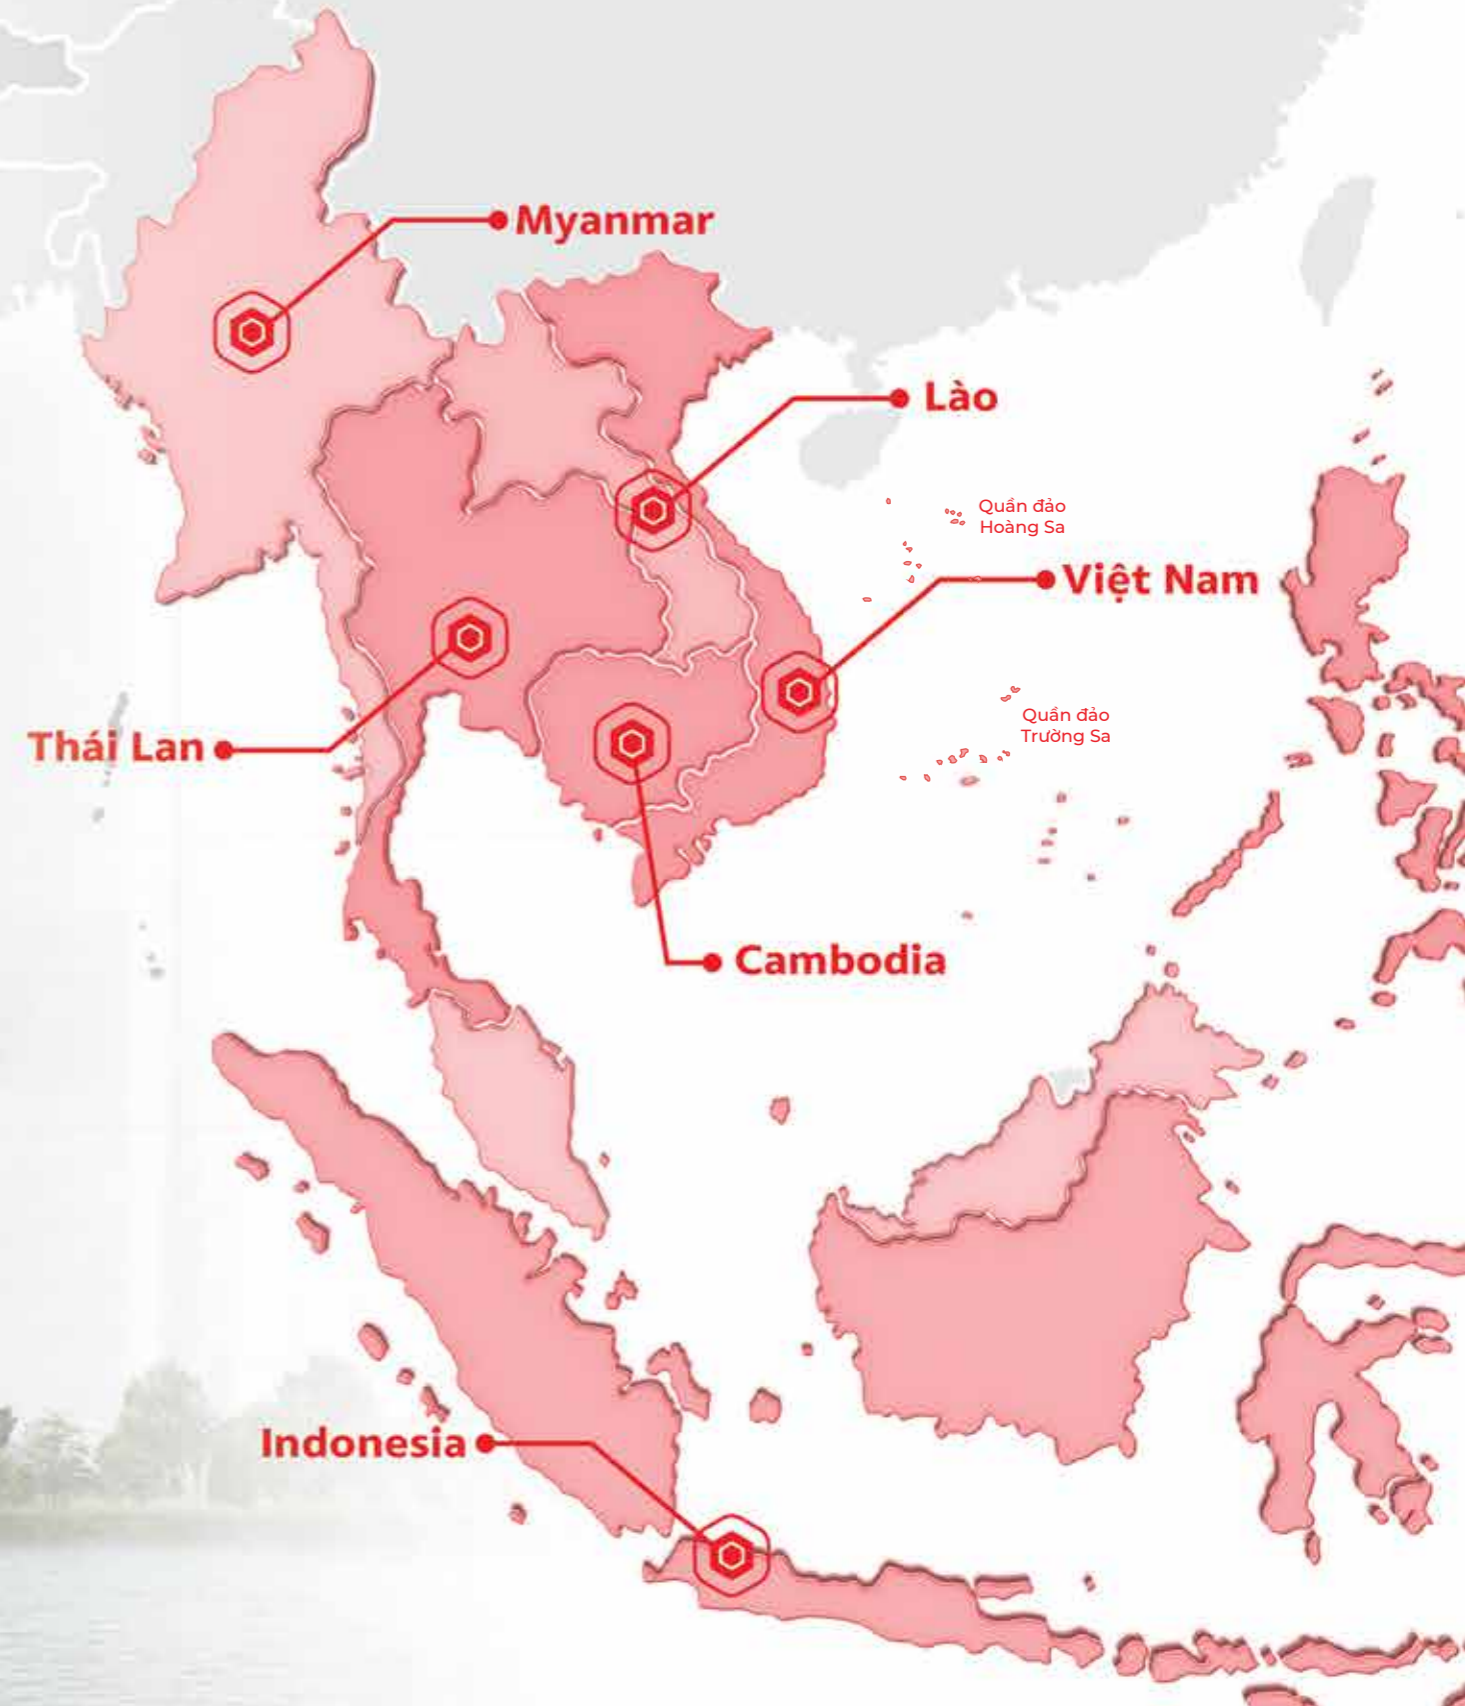 Myanmar
Lào
Quần đảo
Hoàng Sa
Việt Nam
Quần đảo
Trường Sa
Thái Lan
Cambodia
Indonesia